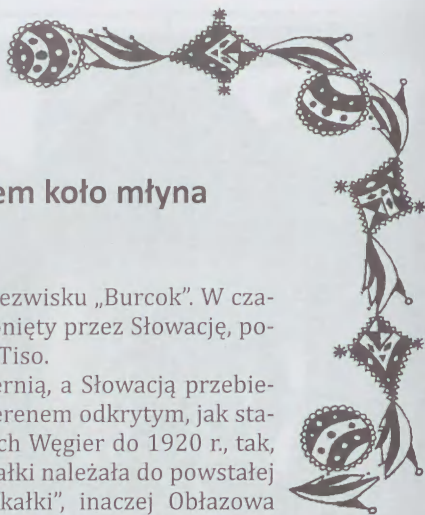 em koło młyna
ezwisku „Burcok”. W cza-
onięty przez Słowację, po-
Tiso.
ernią, a Słowacją przebie-
erenem odkrytym, jak sta-
ch Węgier do 1920 r., tak,
ałki należała do powstałej
kałki”, inaczej Obłazowa